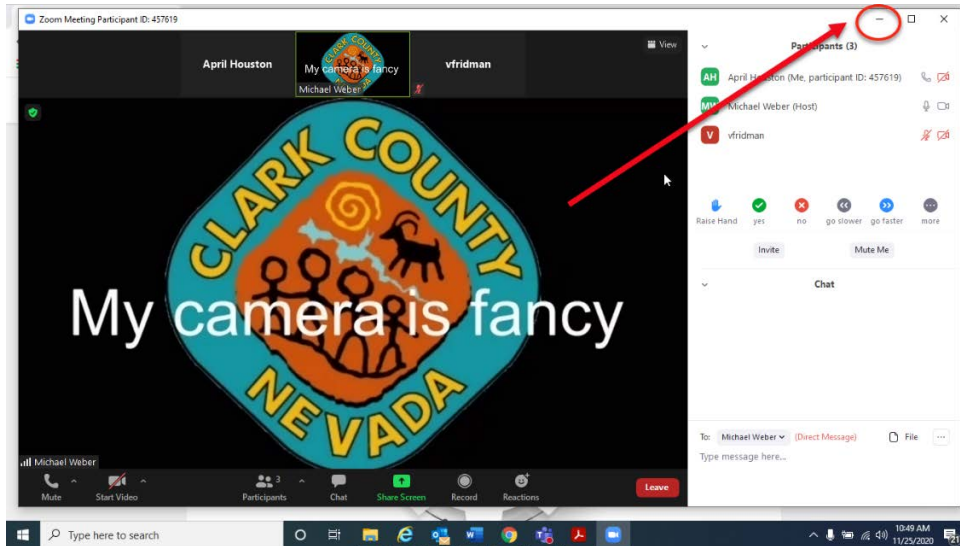 Zoom Meeting Participant ID: 457619
April Houston
My camera is fancy
Michael Weber
vfridman
View
CLARK COUNTY
NEVADA
My camera is fancy
Michael Weber
Mute
Start Video
Participants
3
Chat
Share Screen
Record
Reactions
Leave
Participants (3)
AH April Houston (Me, participant ID: 457619)
MW Michael Weber (Host)
V vfridman
Raise Hand yes no go slower go faster more
Invite Mute Me
Chat
To: Michael Weber (Direct Message) File ...
Type message here...
Type here to search
10:49 AM
11/25/2020
21